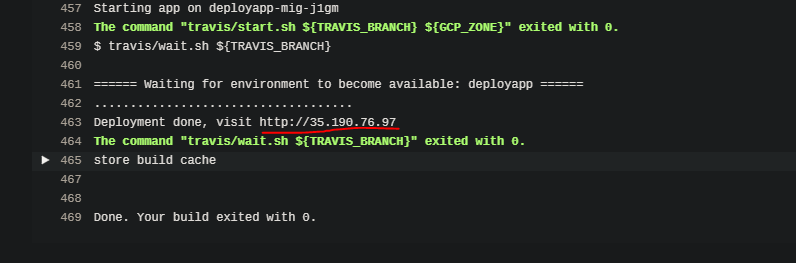 457 Starting app on deployapp-mig-j1gm
458 The command "travis/start.sh ${TRAVIS_BRANCH} ${GCP_ZONE}" exited with 0.
459 $ travis/wait.sh ${TRAVIS_BRANCH}
460
461 ====== Waiting for environment to become available: deployapp ======
462 ....................................
463 Deployment done, visit http://35.190.76.97
464 The command "travis/wait.sh ${TRAVIS_BRANCH}" exited with 0.
465 store build cache
467
468
469 Done. Your build exited with 0.